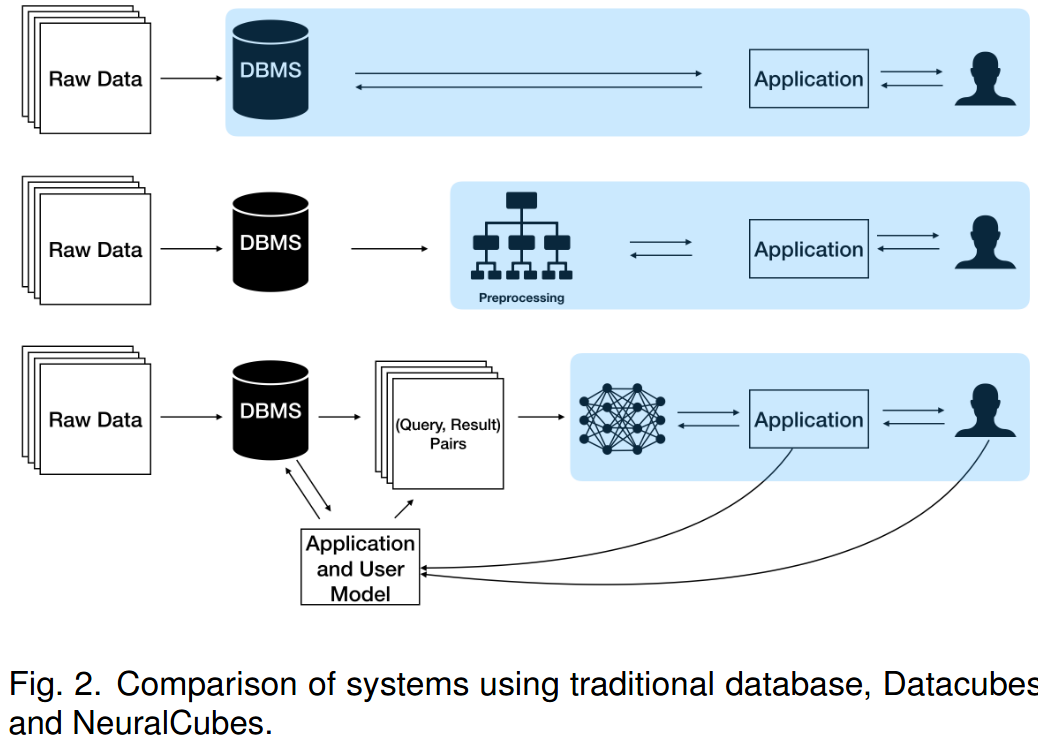 Raw Data
DBMS
Application
Raw Data
DBMS
Preprocessing
Application
Raw Data
DBMS
(Query, Result)
Pairs
Application
Application
and User
Model
Fig. 2. Comparison of systems using traditional database, Datacubes
and NeuralCubes.